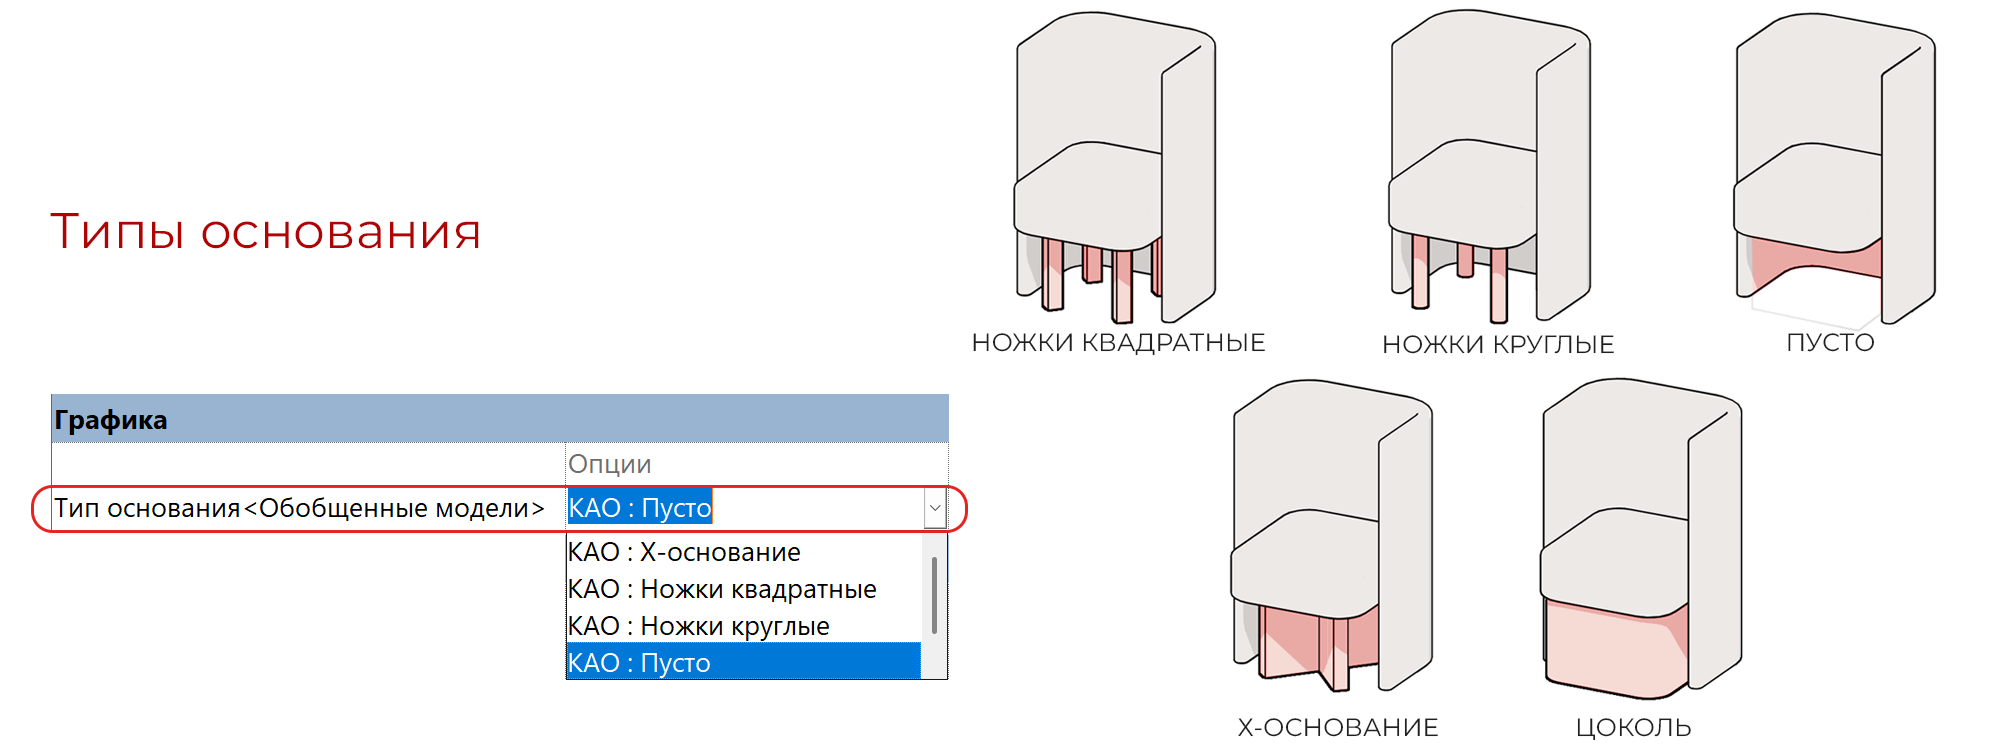 Типы основания
НОЖКИ КВАДРАТНЫЕ
НОЖКИ КРУГЛЫЕ
ПУСТО
Графика
Опции
Тип основания<Обобщенные модели>
КАО : Пусто
КАО : Х-основание
КАО : Ножки квадратные
КАО : Ножки круглые
КАО : Пусто
Х-ОСНОВАНИЕ
ЦОКОЛЬ